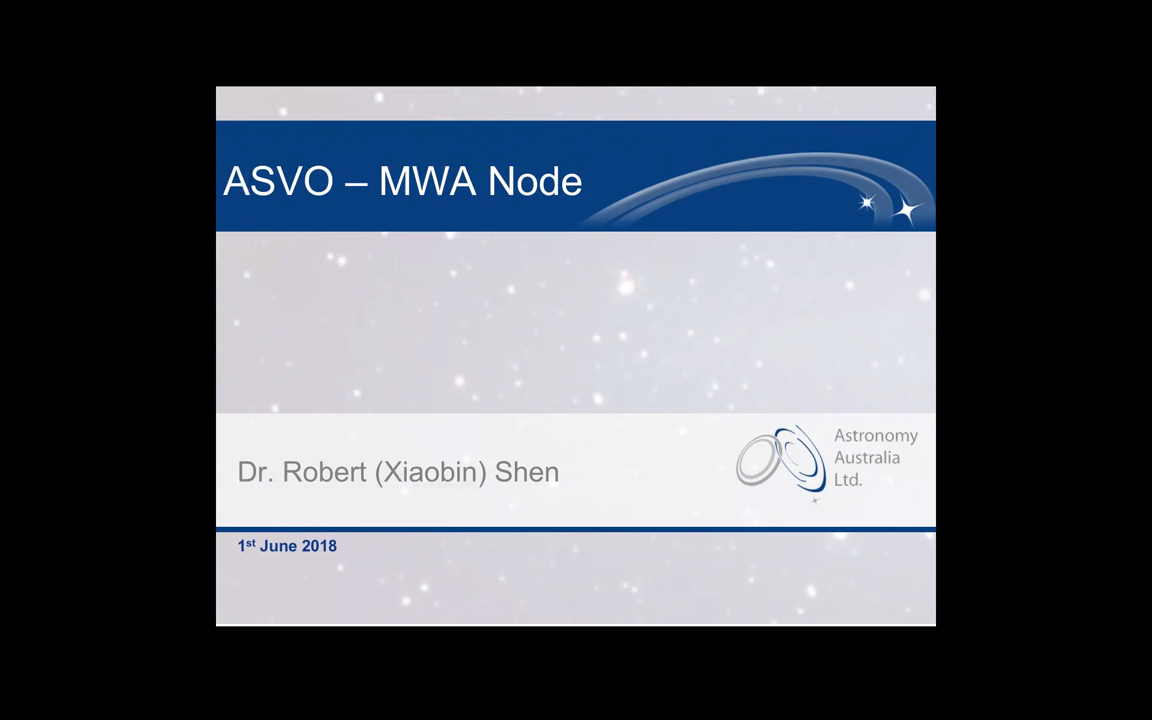 ASVO – MWA Node
Dr. Robert (Xiaobin) Shen
Astronomy
Australia
Ltd.
1st June 2018